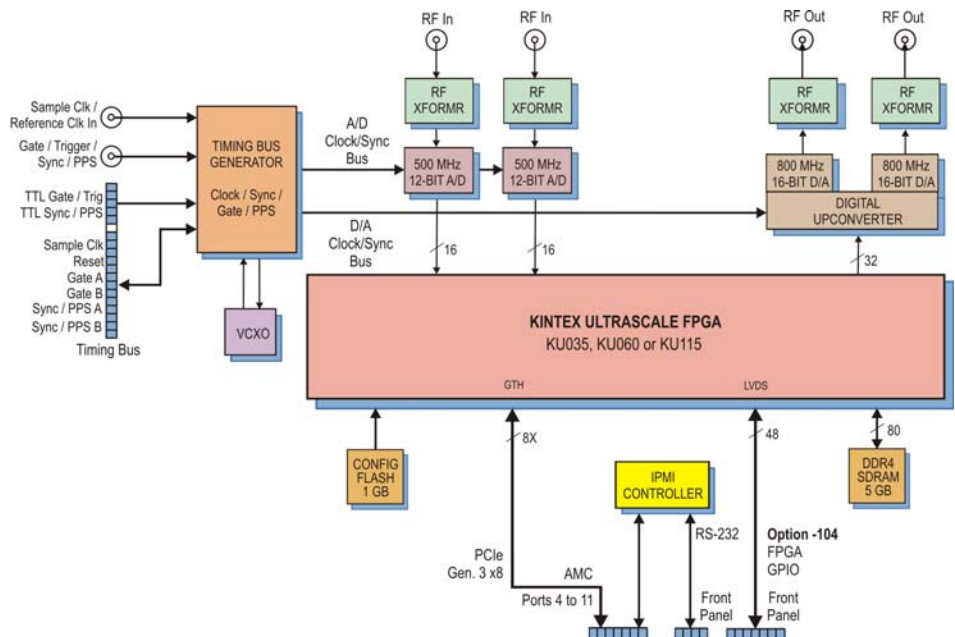 RF In
RF In
RF Out
RF Out
RF
XFORMR
RF
XFORMR
RF
XFORMR
RF
XFORMR
Sample Clk /
Reference Clk In
Gate / Trigger /
Sync / PPS
TTL Gate / Trig
TTL Sync / PPS
Sample Clk
Reset
Gate A
Gate B
Sync / PPS A
Sync / PPS B
Timing Bus
TIMING BUS
GENERATOR
Clock / Sync /
Gate / PPS
VCXO
A/D
Clock/Sync
Bus
D/A
Clock/Sync
Bus
500 MHz
12-BIT A/D
500 MHz
12-BIT A/D
800 MHz
16-BIT D/A
800 MHz
16-BIT D/A
DIGITAL
UPCONVERTER
16
16
32
KINTEX ULTRASCALE FPGA
KU035, KU060 or KU115
GTH
LVDS
8X
48
80
CONFIG
FLASH
1 GB
IPMI
CONTROLLER
DDR4
SDRAM
5 GB
RS-232
Option -104
FPGA
GPIO
PCIe
Gen. 3 x8
AMC
Ports 4 to 11
Front
Panel
Front
Panel